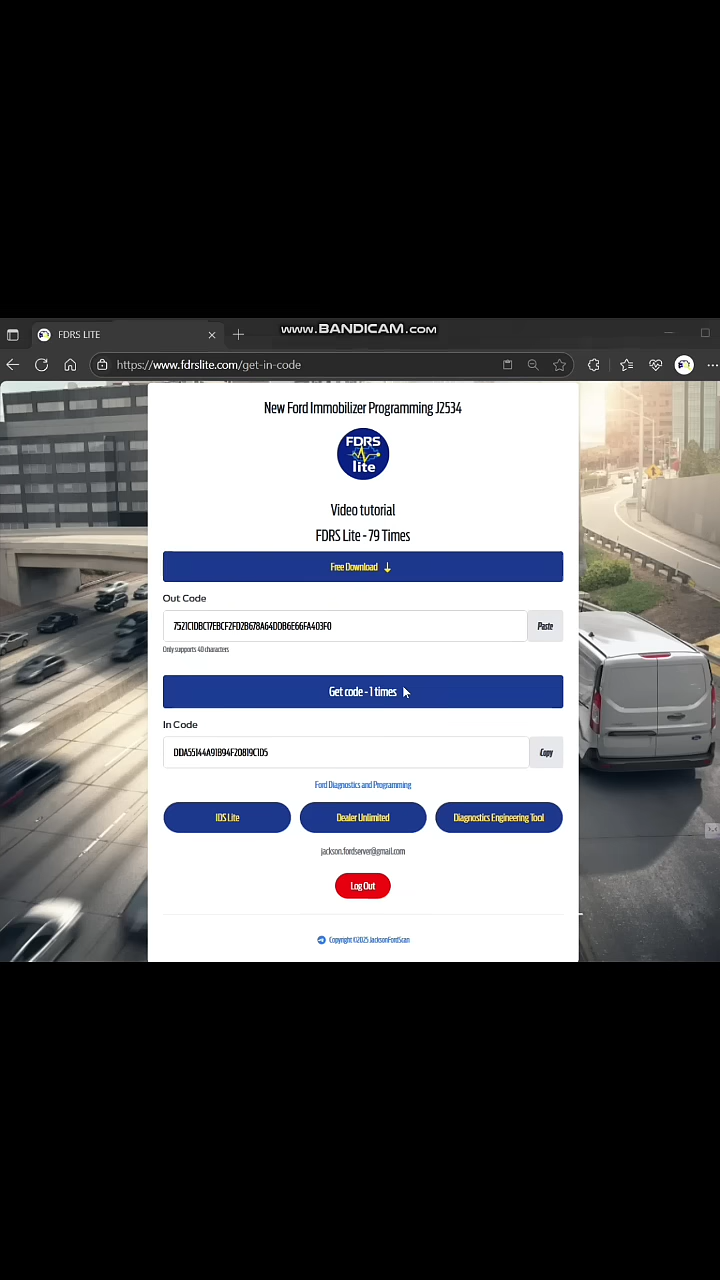 www.BANDICAM.com
FDRS LITE
https://www.fdrslite.com/get-in-code
New Ford Immobilizer Programming J2534
FDRS
lite
Video tutorial
FDRS Lite - 79 Times
Free Download
Out Code
7521C1DBC17EBCF2FD2B678A64DDB6E66FA403F0
Paste
Only supports 40 characters
Get code - 1 times
In Code
DDA55144A91B94F20819C1D5
Copy
Ford Diagnostics and Programming
IDS Lite
Dealer Unlimited
Diagnostics Engineering Tool
jackson.fordserver@gmail.com
Log Out
Copyright ©2025 JacksonFordScan